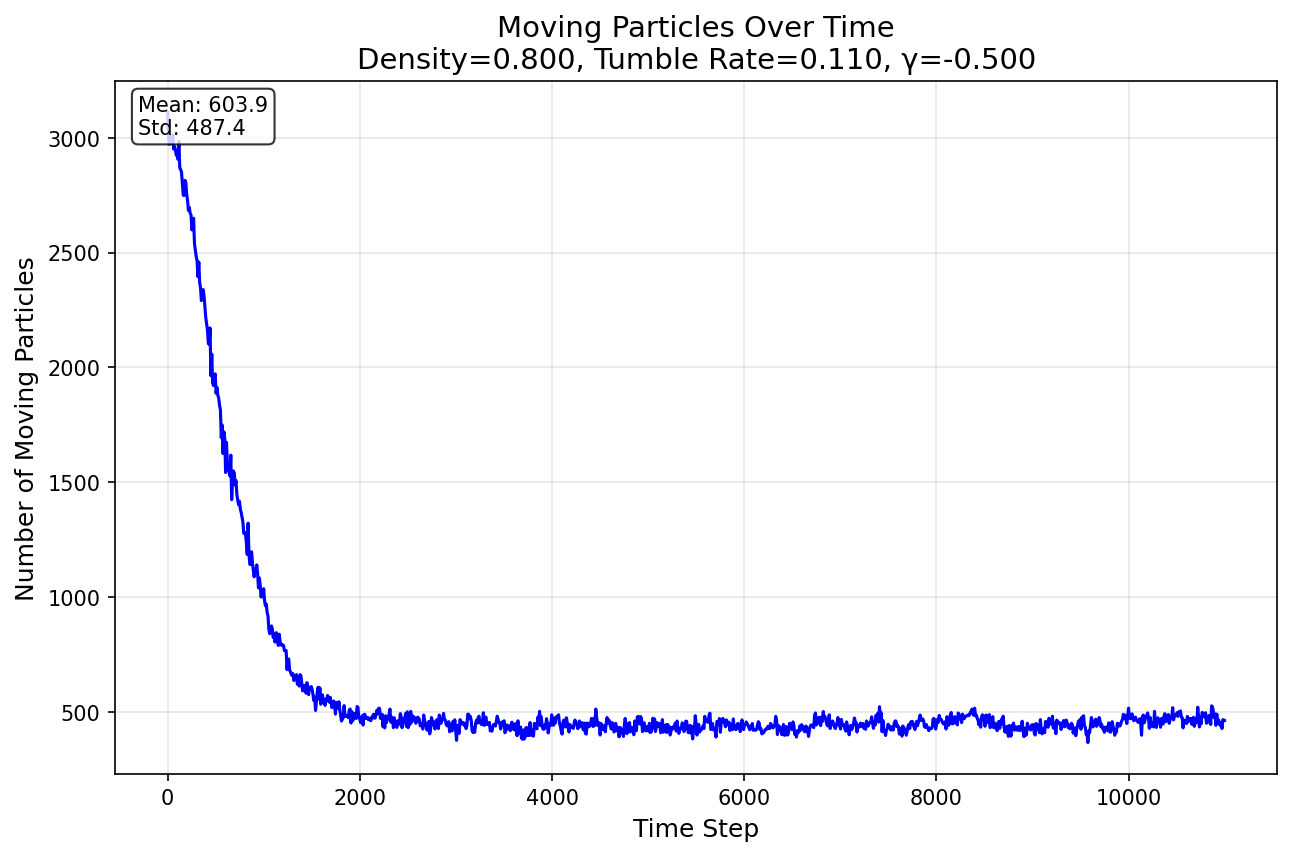 Moving Particles Over Time
Density=0.800, Tumble Rate=0.110, γ=-0.500
Mean: 603.9
Std: 487.4
3000
2500
2000
1500
1000
500
Number of Moving Particles
0 2000 4000 6000 8000 10000
Time Step